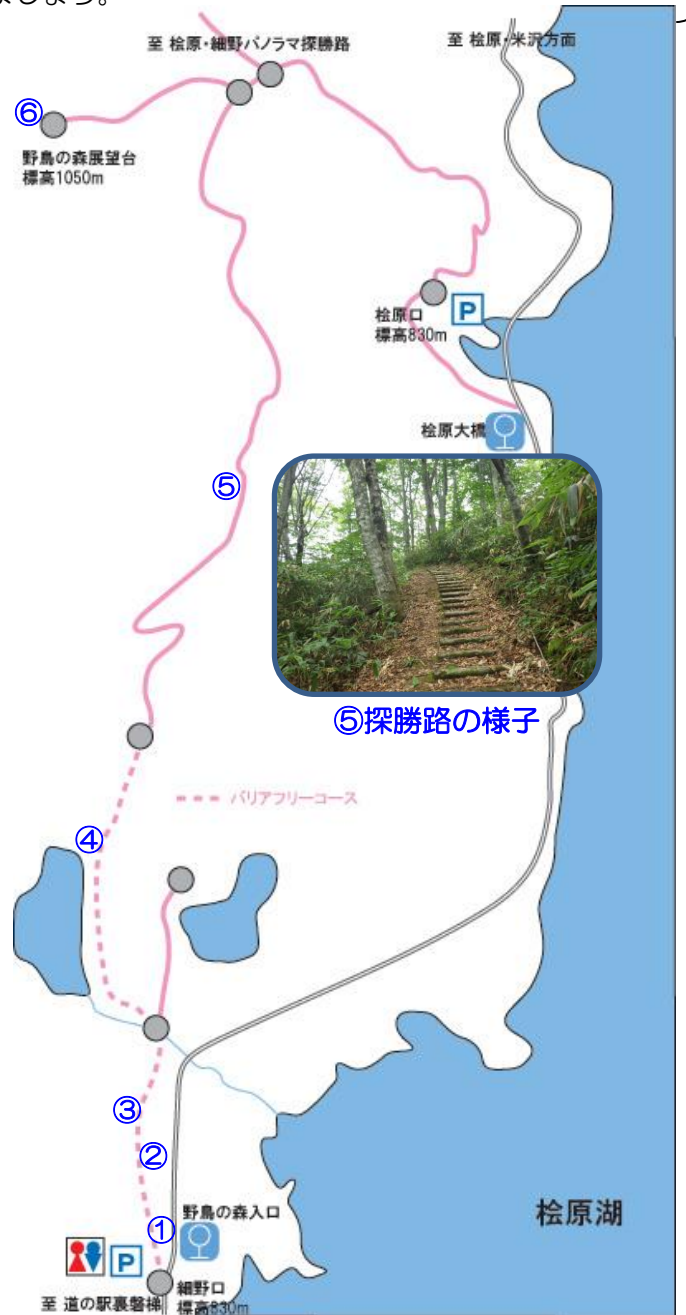 ましょう。
至 桧原・細野パノラマ探勝路
至 桧原・米沢方面
⑥
野鳥の森展望台
標高1050m
桧原口
標高830m
P
桧原大橋
⑤
⑤探勝路の様子
バリアフリーコース
④
③
②
①
野鳥の森入口
桧原湖
P
細野口
標高830m
至 道の駅裏磐梯